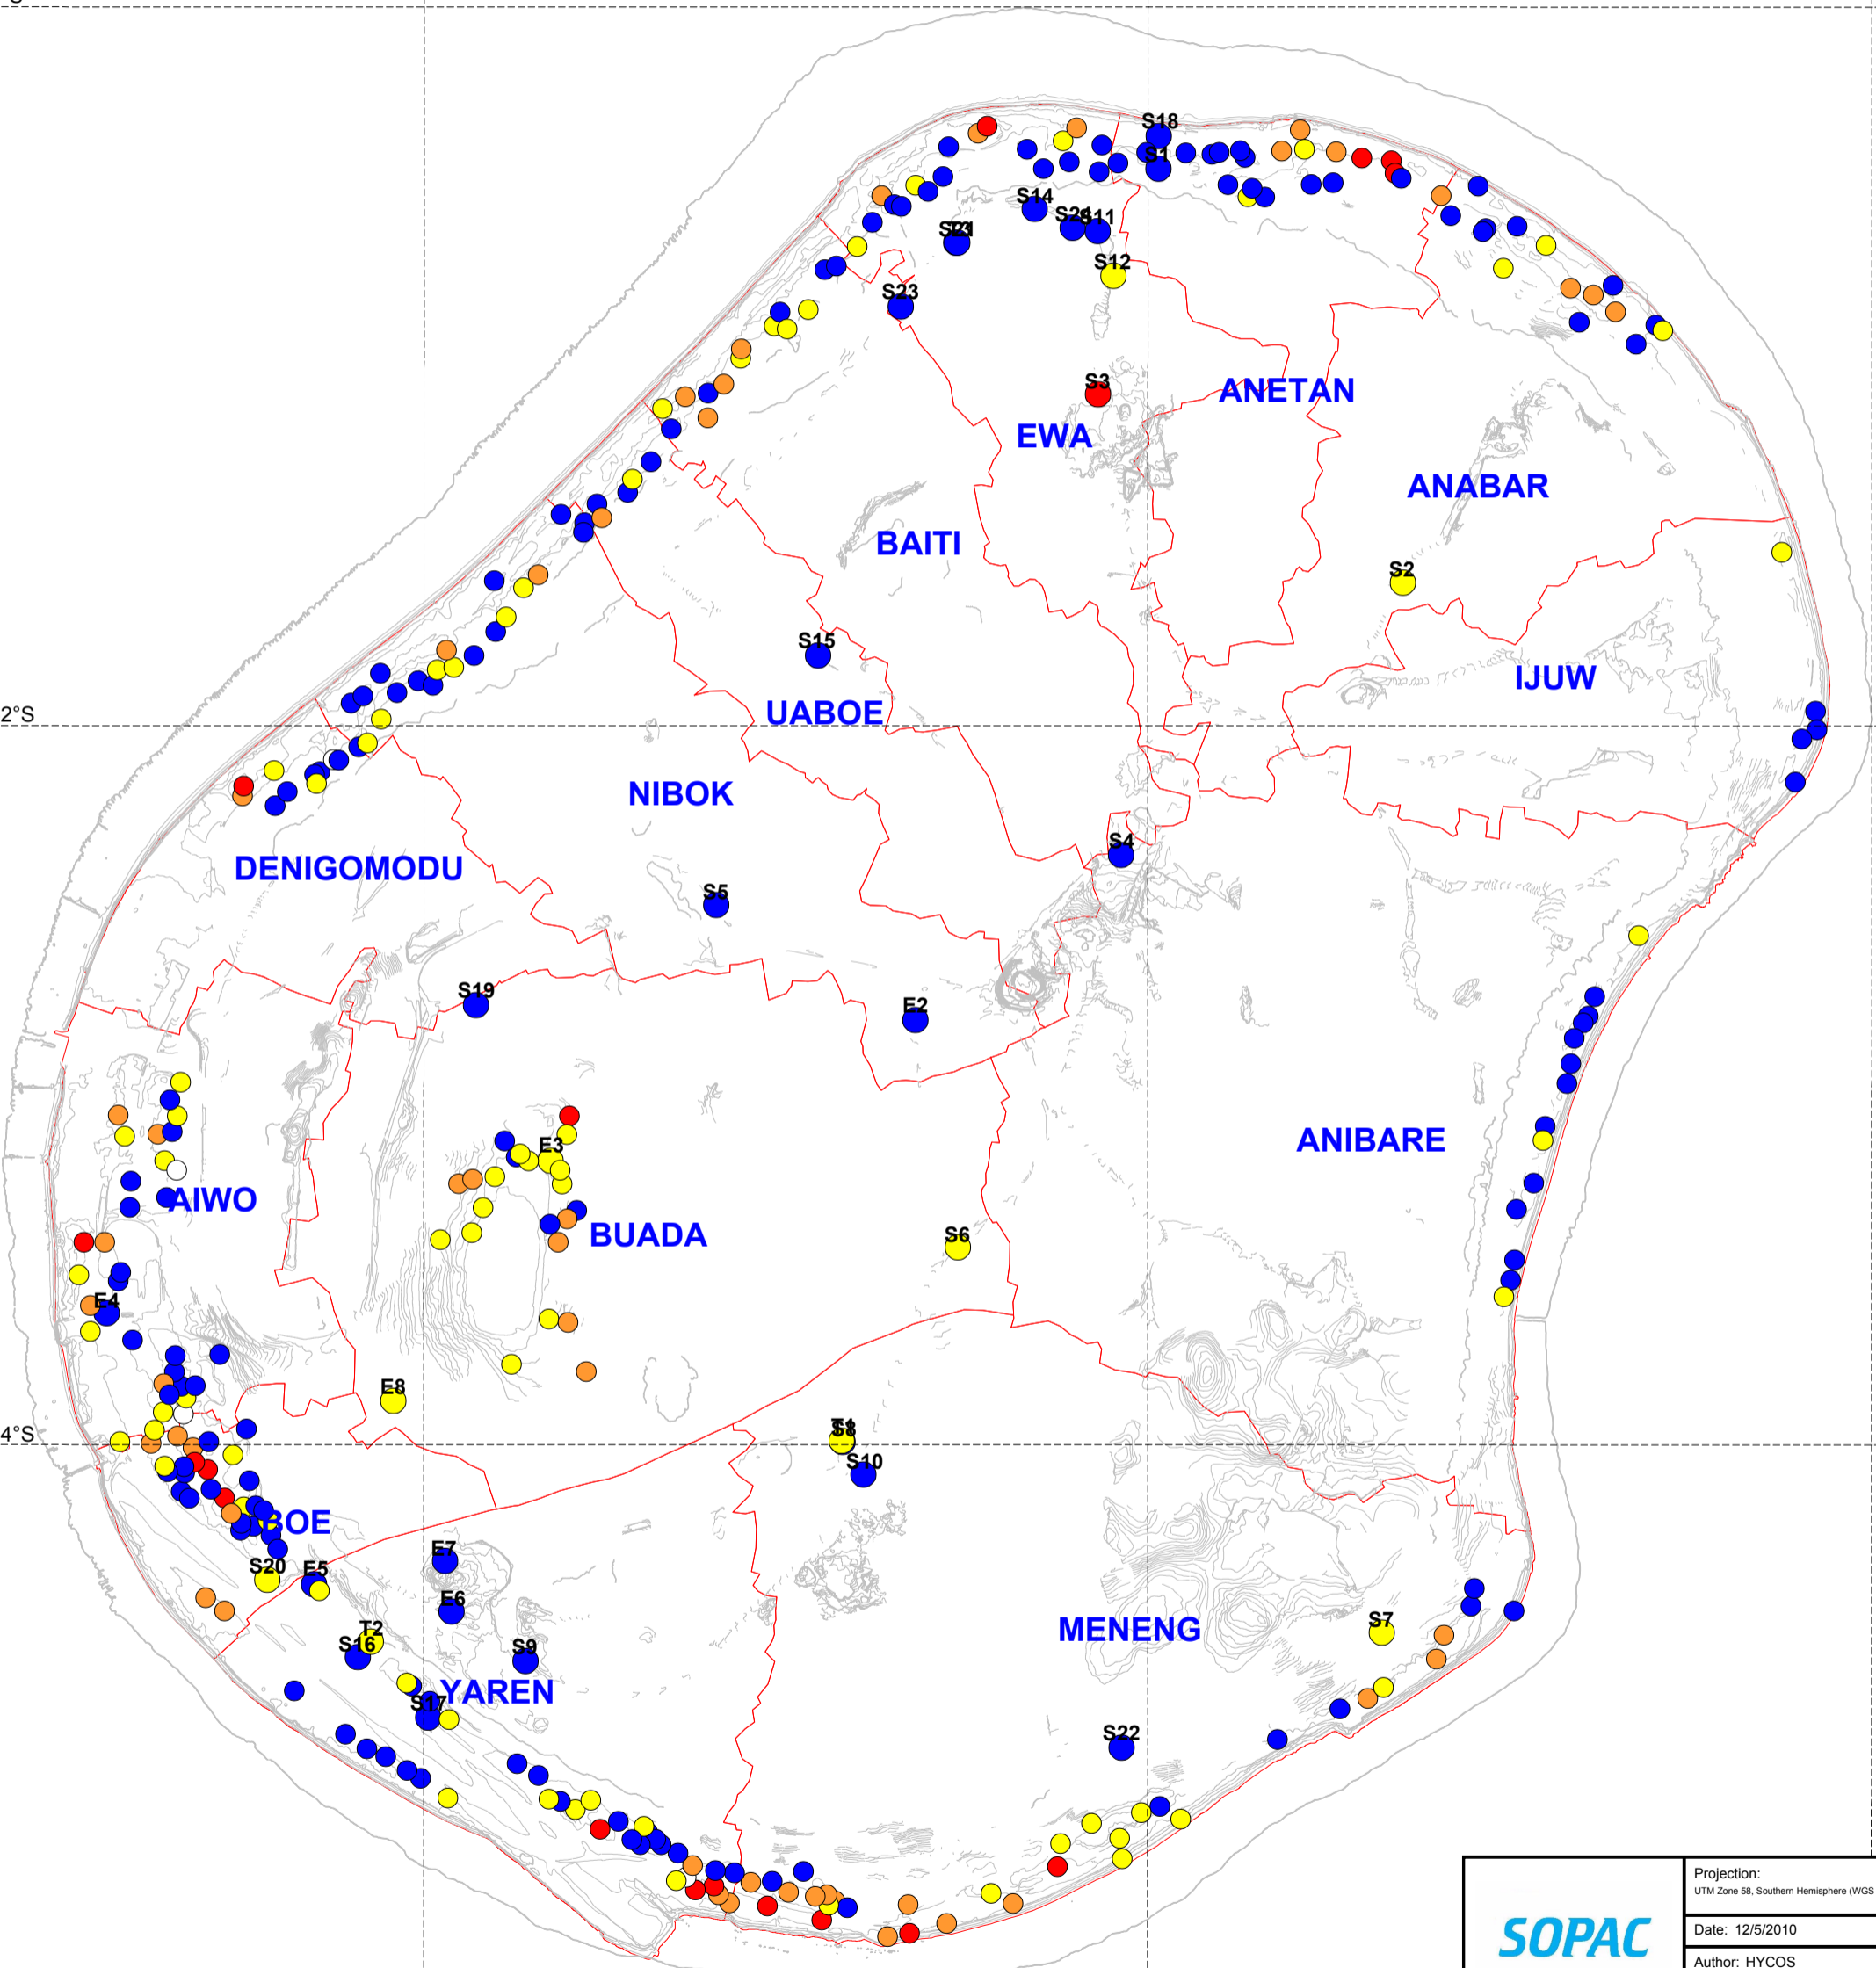 S18
S1
S14
S11
S12
S23
S3
ANETAN
EWA
ANABAR
BAITI
S2
S15
IJUW
UABOE
2°S
NIBOK
S4
DENIGOMODU
S5
S19
E2
E3
ANIBARE
AIWO
BUADA
S6
E4
E8
4°S
S10
BOE
E7
S20
E5
E6
T2
S7
MENENG
S16
S9
YAREN
S17
S22
SOPAC
Projection:
UTM Zone 58, Southern Hemisphere (WGS
Date: 12/5/2010
Author: HYCOS